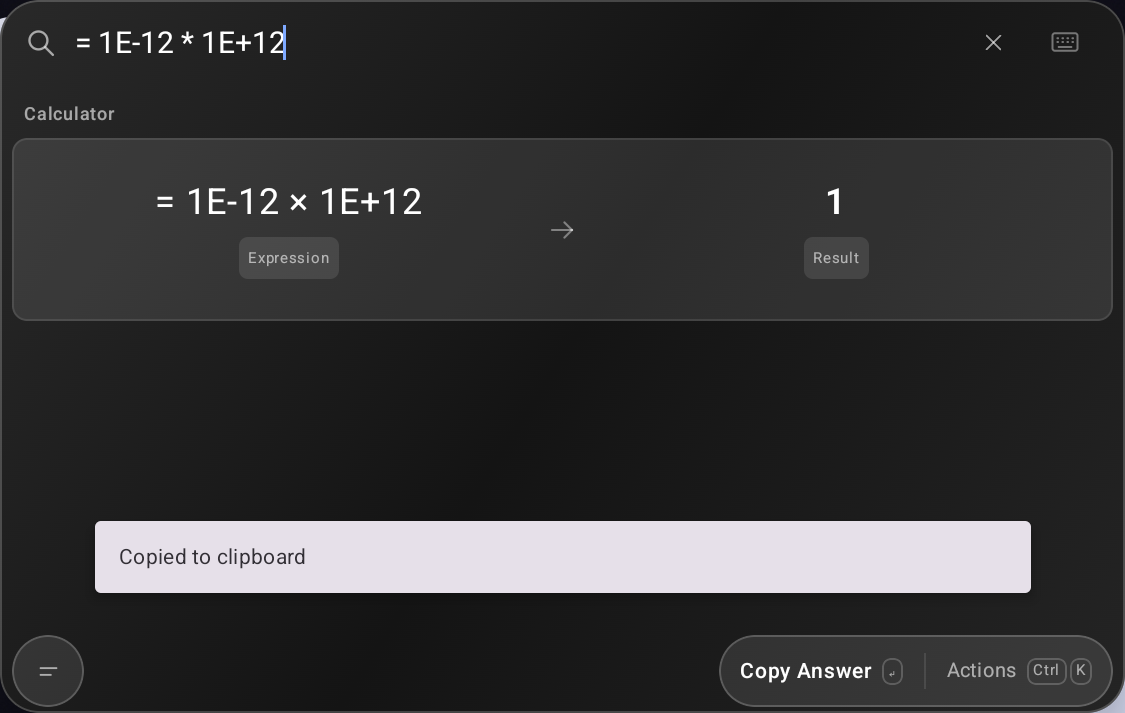 = 1E-12 * 1E+12
Calculator
= 1E-12 × 1E+12
1
Expression
Result
Copied to clipboard
Copy Answer
Actions Ctrl K